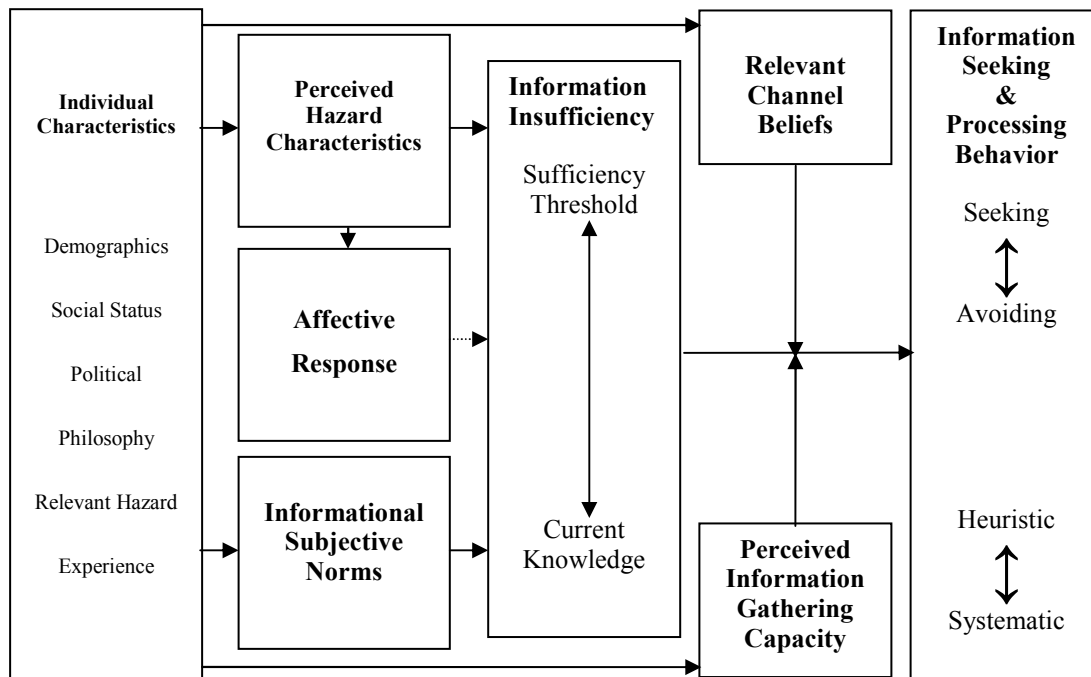 Individual
Characteristics
Demographics
Social Status
Political
Philosophy
Relevant Hazard
Experience
Perceived
Hazard
Characteristics
Affective
Response
Informational
Subjective
Norms
Information
Insufficiency
Sufficiency
Threshold
Current
Knowledge
Relevant
Channel
Beliefs
Perceived
Information
Gathering
Capacity
Information
Seeking
&
Processing
Behavior
Seeking
Avoiding
Heuristic
Systematic